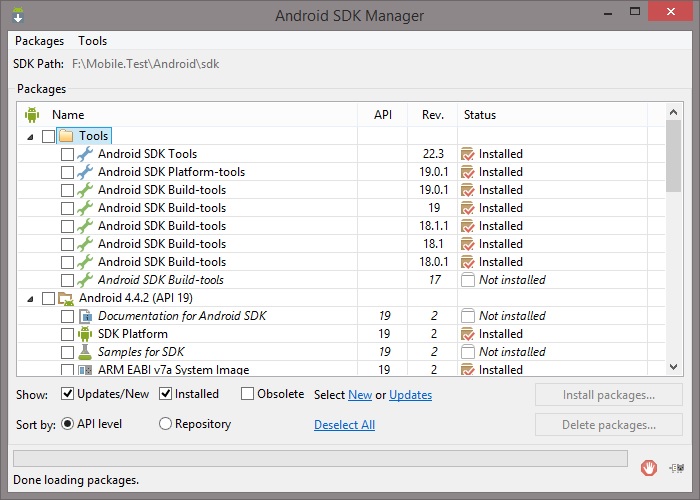 Android SDK Manager
Packages Tools
SDK Path: F:\Mobile.Test\Android\sdk
Packages
Name API Rev. Status
Tools
Android SDK Tools 22.3 Installed
Android SDK Platform-tools 19.0.1 Installed
Android SDK Build-tools 19.0.1 Installed
Android SDK Build-tools 19 Installed
Android SDK Build-tools 18.1.1 Installed
Android SDK Build-tools 18.1 Installed
Android SDK Build-tools 18.0.1 Installed
Android SDK Build-tools 17 Not installed
Android 4.4.2 (API 19)
Documentation for Android SDK 19 2 Not installed
SDK Platform 19 2 Installed
Samples for SDK 19 2 Not installed
ARM EABI v7a System Image 19 2 Installed
Show: Updates/New Installed Obsolete Select New or Updates Install packages...
Sort by: API level Repository Deselect All Delete packages...
Done loading packages.